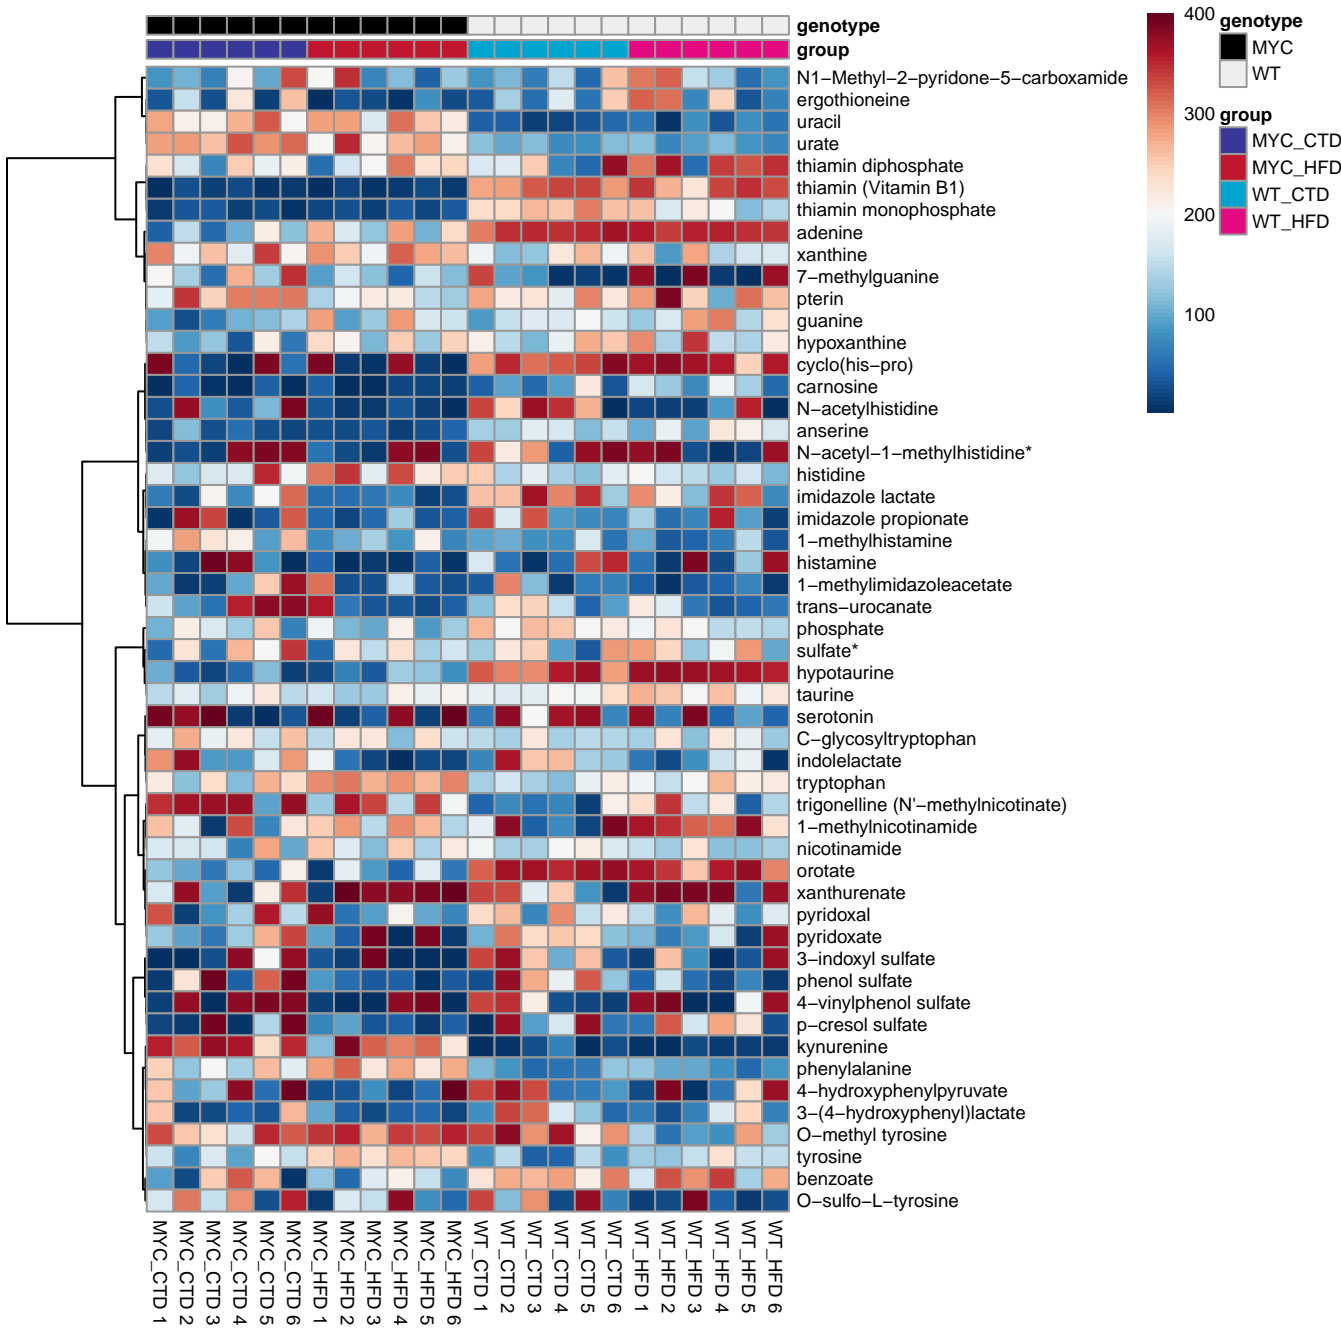 genotype
group
N1−Methyl−2−pyridone−5−carboxamide
ergothioneine
uracil
urate
thiamin diphosphate
thiamin (Vitamin B1)
thiamin monophosphate
adenine
xanthine
7−methylguanine
pterin
guanine
hypoxanthine
cyclo(his−pro)
carnosine
N−acetylhistidine
anserine
N−acetyl−1−methylhistidine*
histidine
imidazole lactate
imidazole propionate
1−methylhistamine
histamine
1−methylimidazoleacetate
trans−urocanate
phosphate
sulfate*
hypotaurine
taurine
serotonin
C−glycosyltryptophan
indolelactate
tryptophan
trigonelline (N'−methylnicotinate)
1−methylnicotinamide
nicotinamide
orotate
xanthurenate
pyridoxal
pyridoxate
3−indoxyl sulfate
phenol sulfate
4−vinylphenol sulfate
p−cresol sulfate
kynurenine
phenylalanine
4−hydroxyphenylpyruvate
3−(4−hydroxyphenyl)lactate
O−methyl tyrosine
tyrosine
benzoate
O−sulfo−L−tyrosine
MYC_CTD 1
MYC_CTD 2
MYC_CTD 3
MYC_CTD 4
MYC_CTD 5
MYC_CTD 6
MYC_HFD 1
MYC_HFD 2
MYC_HFD 3
MYC_HFD 4
MYC_HFD 5
MYC_HFD 6
WT_CTD 1
WT_CTD 2
WT_CTD 3
WT_CTD 4
WT_CTD 5
WT_CTD 6
WT_HFD 1
WT_HFD 2
WT_HFD 3
WT_HFD 4
WT_HFD 5
WT_HFD 6
400
300
200
100
genotype
MYC
WT
group
MYC_CTD
MYC_HFD
WT_CTD
WT_HFD